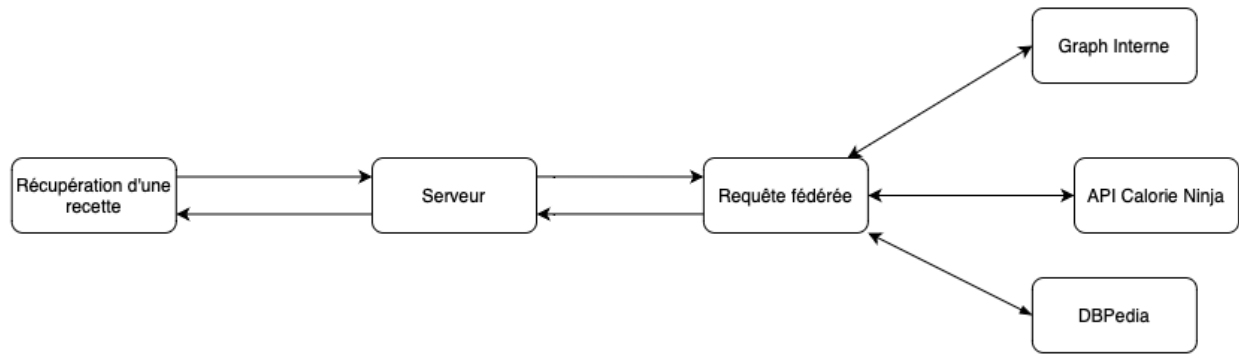 Graph Interne
Récupération d'une
recette
Serveur
Requête fédérée
API Calorie Ninja
DBPedia